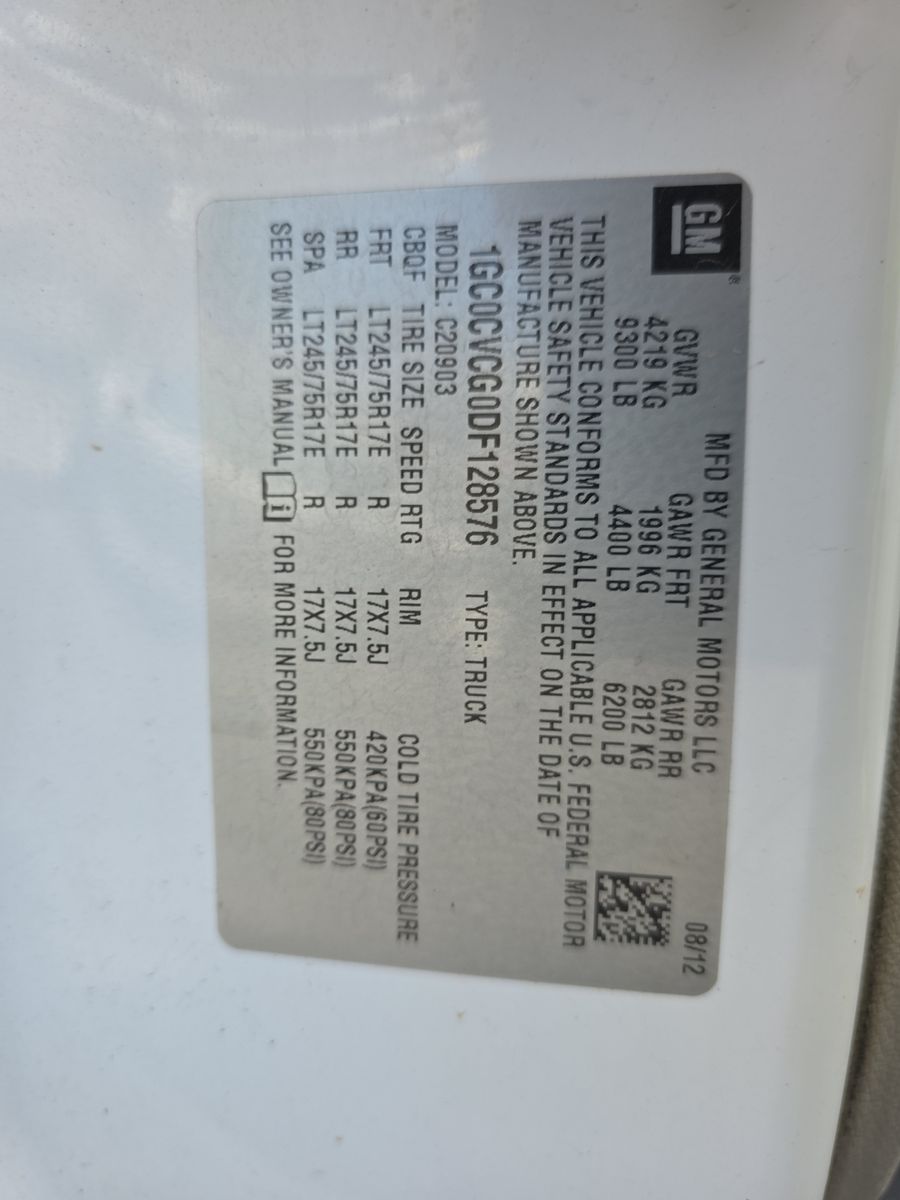 GM®
MFD BY GENERAL MOTORS LLC 08/12
GVWR GAWR FRT GAWR RR
4219 KG 1996 KG 2812 KG
9300 LB 4400 LB 6200 LB
THIS VEHICLE CONFORMS TO ALL APPLICABLE U.S. FEDERAL MOTOR
VEHICLE SAFETY STANDARDS IN EFFECT ON THE DATE OF
MANUFACTURE SHOWN ABOVE.
1GC0CVCG0DF128576 TYPE: TRUCK
MODEL: C20903
CBQF TIRE SIZE SPEED RTG RIM COLD TIRE PRESSURE
FRT LT245/75R17E R 17X7.5J 420KPA(60PSI)
RR LT245/75R17E R 17X7.5J 550KPA(80PSI)
SPA LT245/75R17E R 17X7.5J 550KPA(80PSI)
SEE OWNER'S MANUAL i FOR MORE INFORMATION.